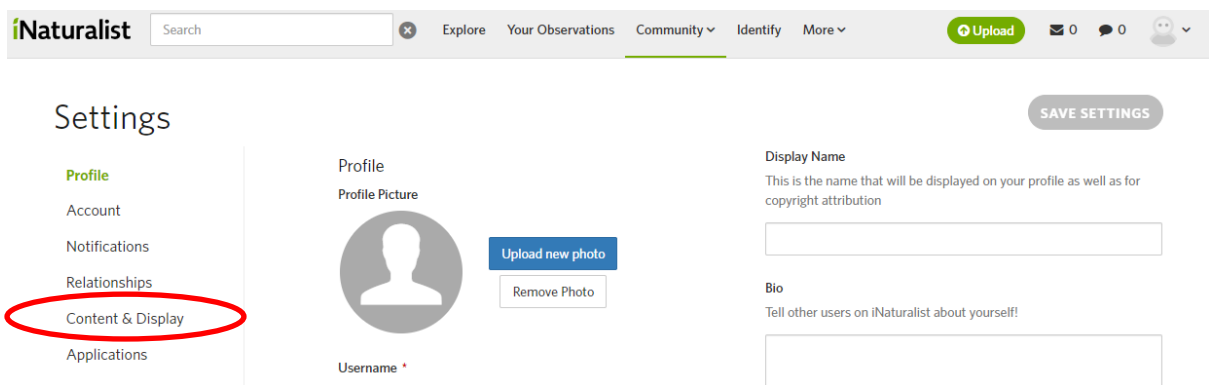 iNaturalist Search Explore Your Observations Community Identify More Upload 0 0
Settings
SAVE SETTINGS
Profile
Account
Notifications
Relationships
Content & Display
Applications
Profile
Profile Picture
Upload new photo
Remove Photo
Username *
Display Name
This is the name that will be displayed on your profile as well as for
copyright attribution
Bio
Tell other users on iNaturalist about yourself!